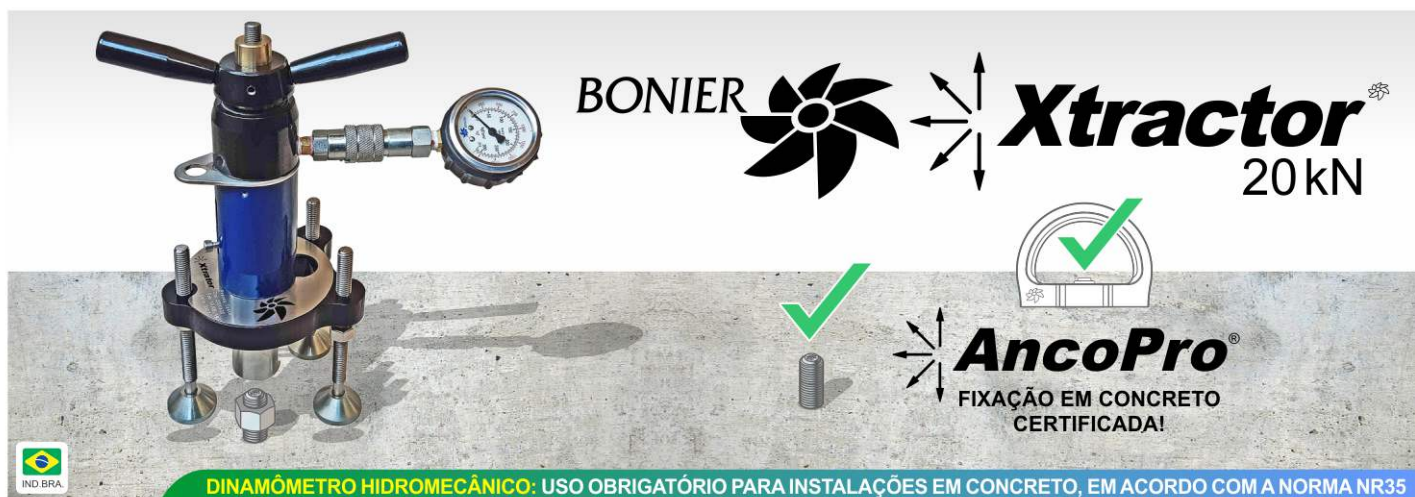 BONIER
Xtractor
20 kN
Xtractor
AncoPro®
FIXAÇÃO EM CONCRETO
CERTIFICADA!
IND.BRA.
DINAMÔMETRO HIDROMECÂNICO: USO OBRIGATÓRIO PARA INSTALAÇÕES EM CONCRETO, EM ACORDO COM A NORMA NR35